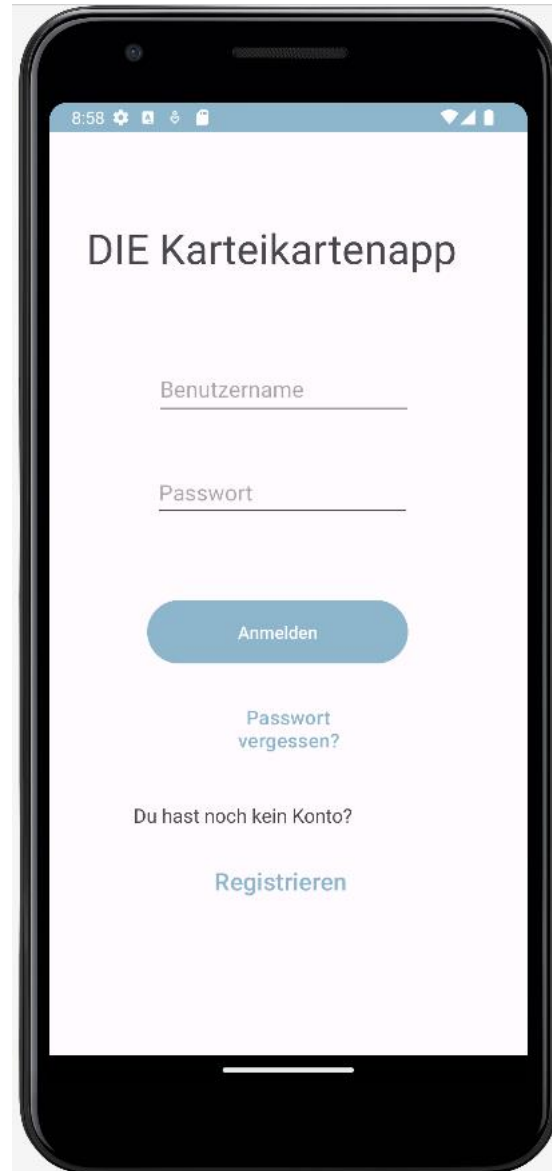 8:58
DIE Karteikartenapp
Benutzername
Passwort
Anmelden
Passwort
vergessen?
Du hast noch kein Konto?
Registrieren